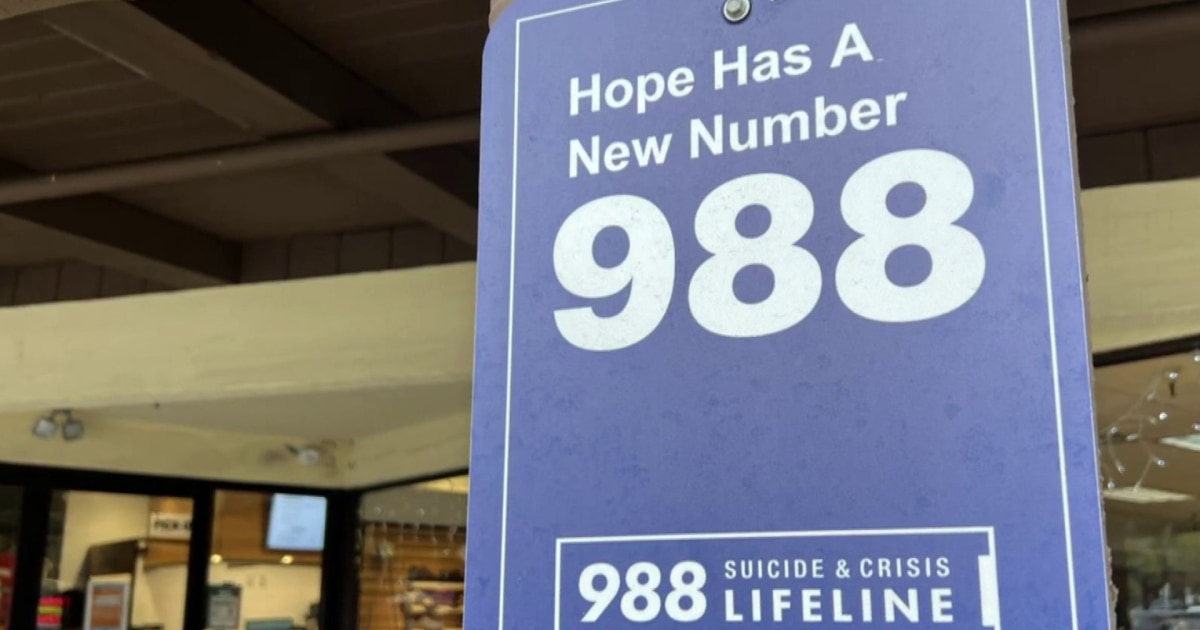 Hope Has A
New Number
988
988 SUICIDE & CRISIS
LIFELINE